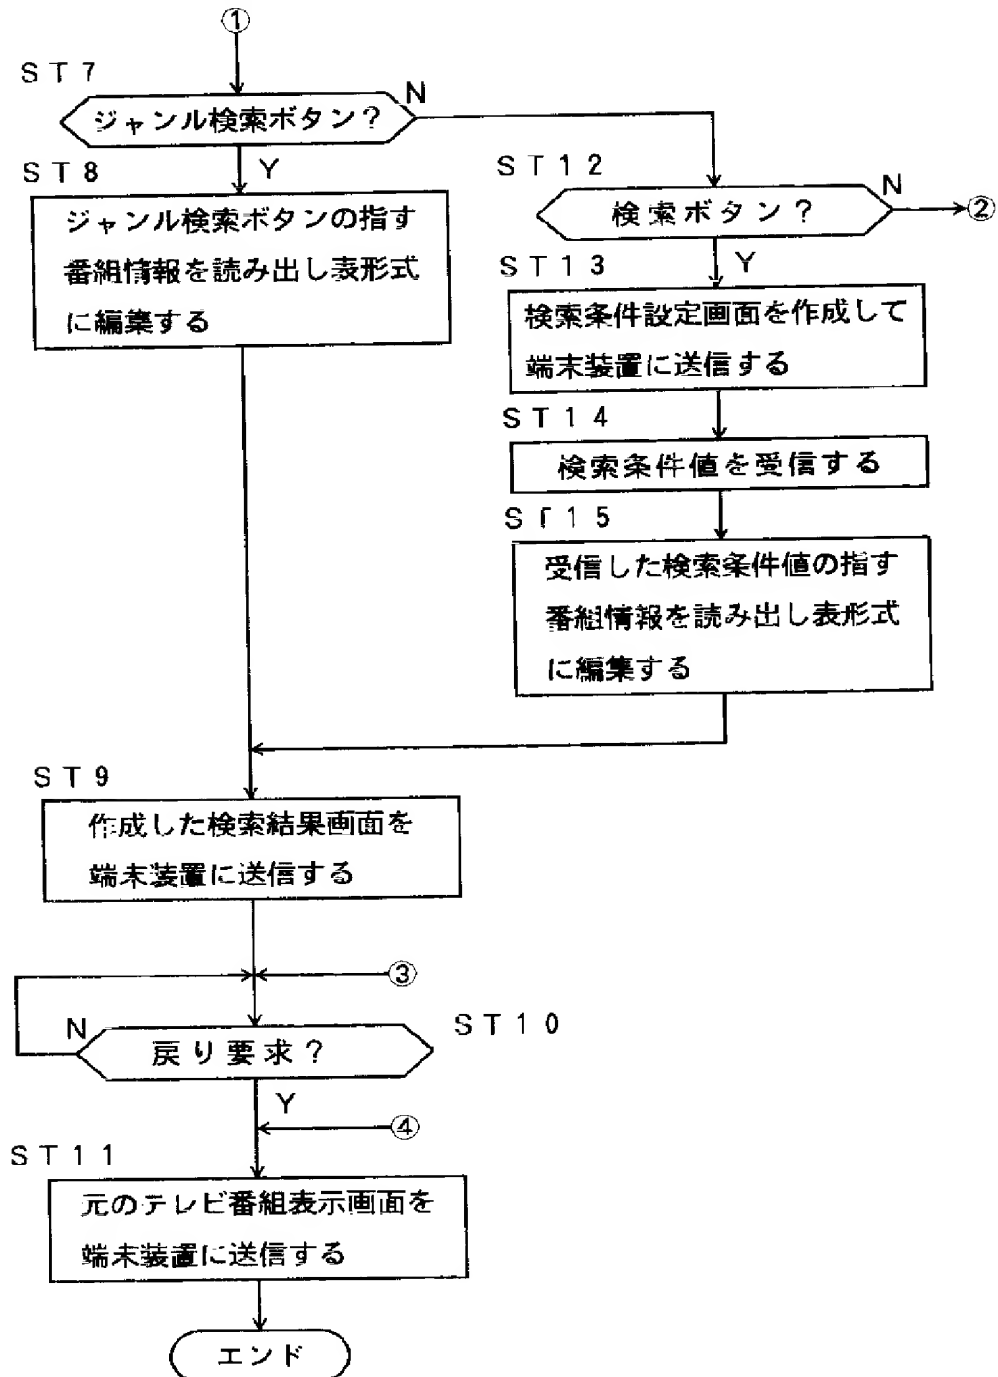 ①
ST7
ジャンル検索ボタン?
N
Y
ST8
ジャンル検索ボタンの指す
番組情報を読み出し表形式
に編集する
ST12
検索ボタン?
N
②
Y
ST13
検索条件設定画面を作成して
端末装置に送信する
ST14
検索条件値を受信する
ST15
受信した検索条件値の指す
番組情報を読み出し表形式
に編集する
ST9
作成した検索結果画面を
端末装置に送信する
③
N
戻り要求?
ST10
Y
④
ST11
元のテレビ番組表示画面を
端末装置に送信する
エンド